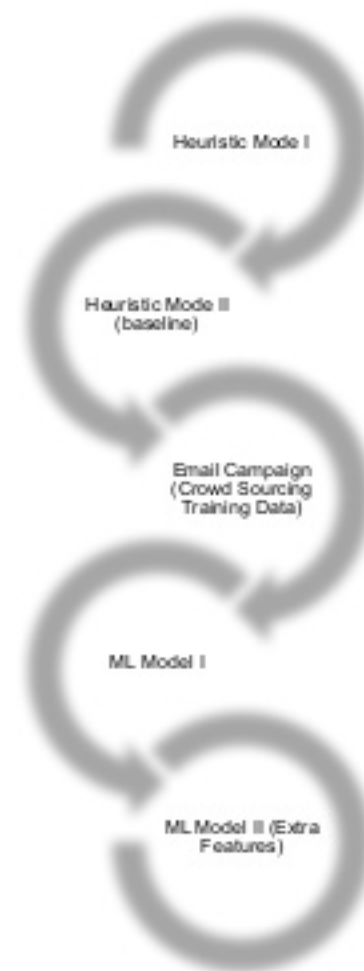 Heuristic Mode I
Heuristic Mode II
(baseline)
Email Campaign
(Crowd Sourcing
Training Data)
ML Model I
ML Model II (Extra
Features)